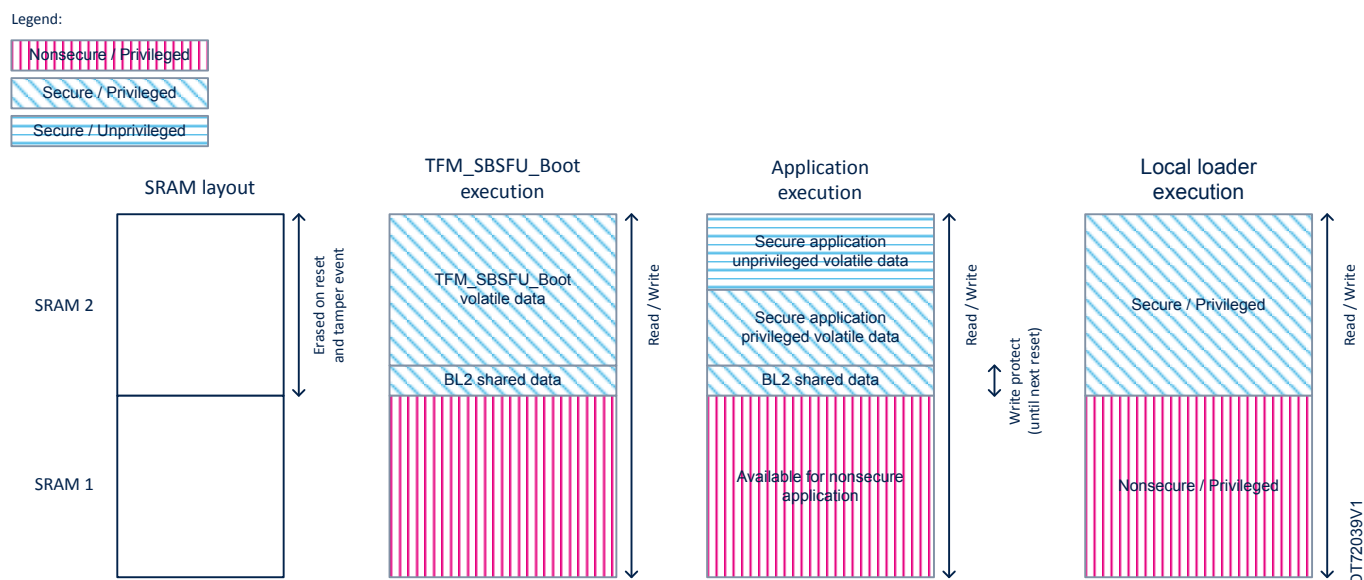 Legend:
Nonsecure / Privileged
Secure / Privileged
Secure / Unprivileged
SRAM layout
TFM_SBSFU_Boot
execution
Application
execution
Local loader
execution
SRAM 2
SRAM 1
Erased on reset
and tamper event
TFM_SBSFU_Boot
volatile data
BL2 shared data
Read / Write
Secure application
unprivileged volatile data
Secure application
privileged volatile data
BL2 shared data
Available for nonsecure
application
Read / Write
Write protect
(until next reset)
Secure / Privileged
Nonsecure / Privileged
Read / Write
DT72039V1